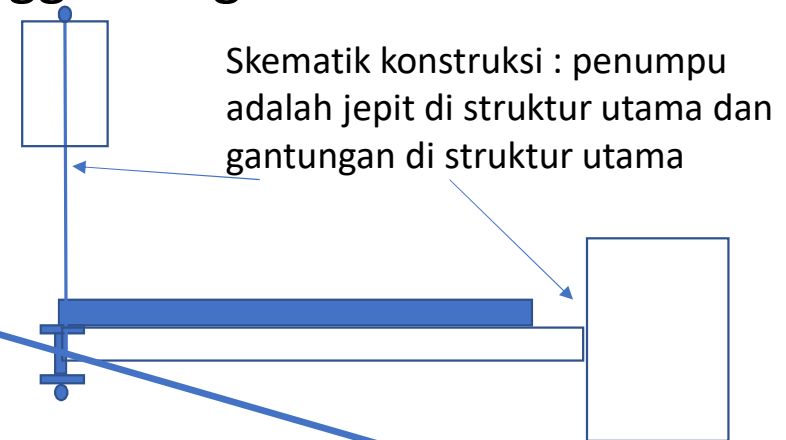 Skematik konstruksi : penumpu
adalah jepit di struktur utama dan
gantungan di struktur utama